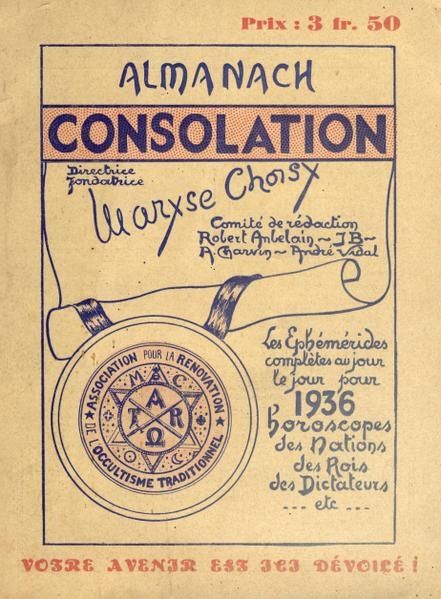 Prix : 3 fr. 50
ALMANACH
CONSOLATION
Directrice
Fondatrice
Maryse Choisy
Comité de rédaction
Robert Ambelain ~ JB ~
A. Charvin ~ André Vidal
Les Ephémérides
complètes au jour
le jour pour
1936
horoscopes
des Nations
des Rois
des Dictateurs
... etc ...
★ ASSOCIATION POUR LA RENOVATION ★
DE L'OCCULTISME TRADITIONNEL
M S C
A
T R
Ω
VOTRE AVENIR EST ICI DÉVOILÉ !